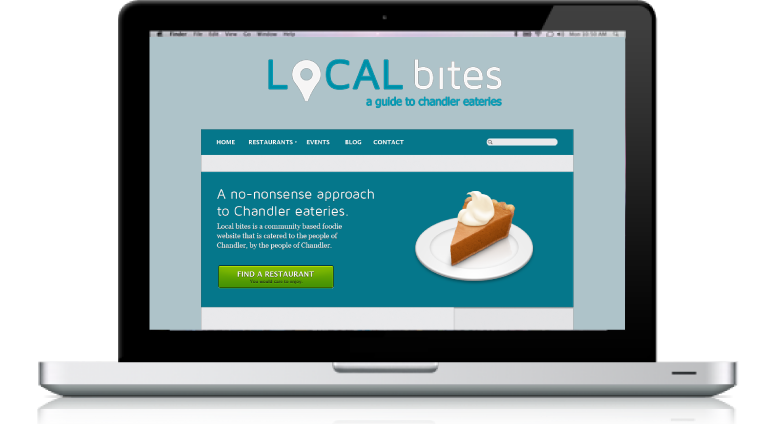 Finder File Edit View Go Window Help Mon 10:50 AM
LOCAL bites
a guide to chandler eateries
HOME RESTAURANTS EVENTS BLOG CONTACT
A no-nonsense approach
to Chandler eateries.
Local bites is a community based foodie
website that is catered to the people of
Chandler, by the people of Chandler.
FIND A RESTAURANT